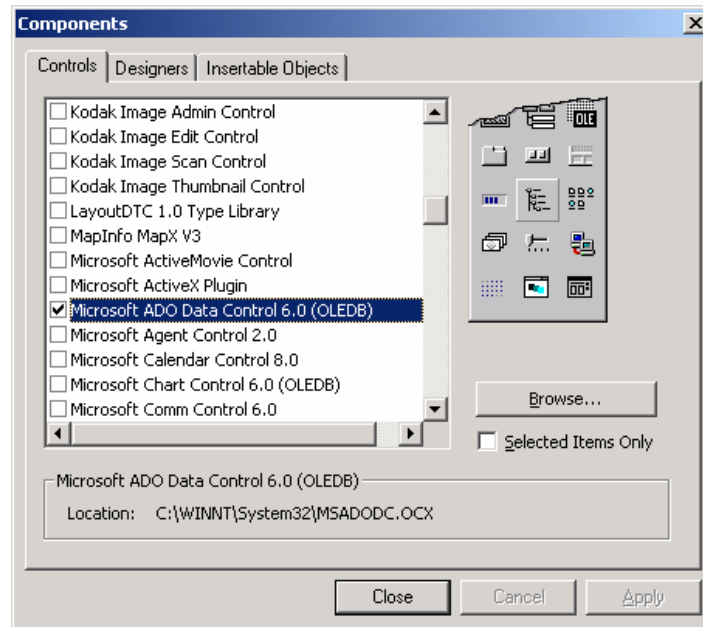 Components
Controls
Designers
Insertable Objects
Kodak Image Admin Control
Kodak Image Edit Control
Kodak Image Scan Control
Kodak Image Thumbnail Control
LayoutDTC 1.0 Type Library
MapInfo MapX V3
Microsoft ActiveMovie Control
Microsoft ActiveX Plugin
Microsoft ADO Data Control 6.0 (OLEDB)
Microsoft Agent Control 2.0
Microsoft Calendar Control 8.0
Microsoft Chart Control 6.0 (OLEDB)
Microsoft Comm Control 6.0
OLE
Browse...
Selected Items Only
Microsoft ADO Data Control 6.0 (OLEDB)
Location: C:\WINNT\System32\MSADODC.OCX
Close
Cancel
Apply